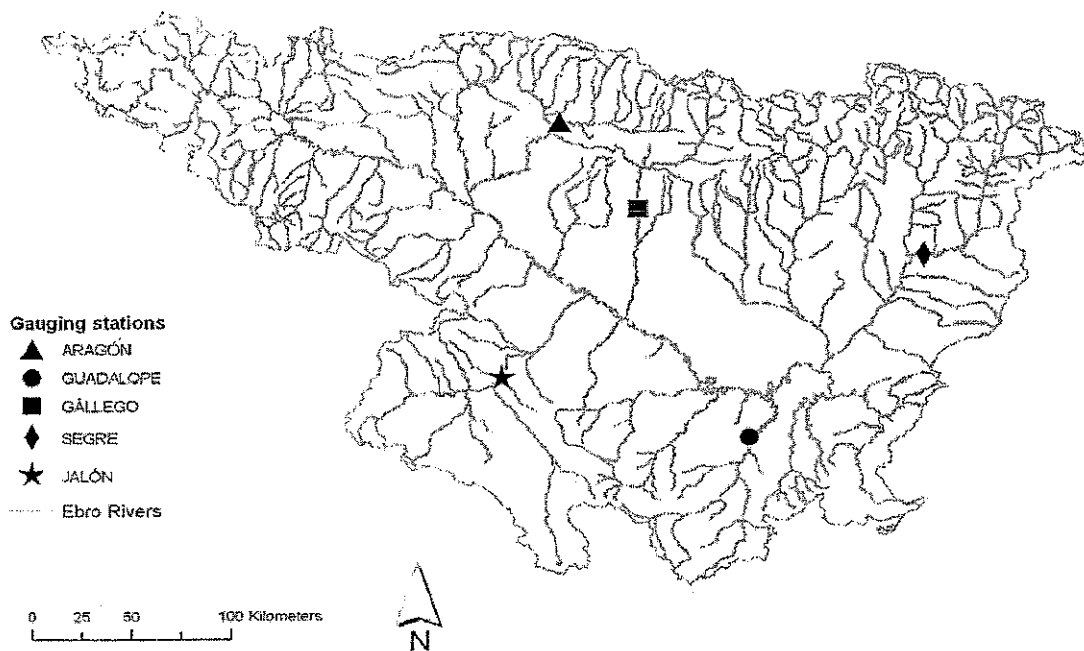 Gauging stations
ARAGÓN
GUADALOPE
GÁLLEGO
SEGRE
JALÓN
Ebro Rivers
0 25 50 100 Kilometers
N